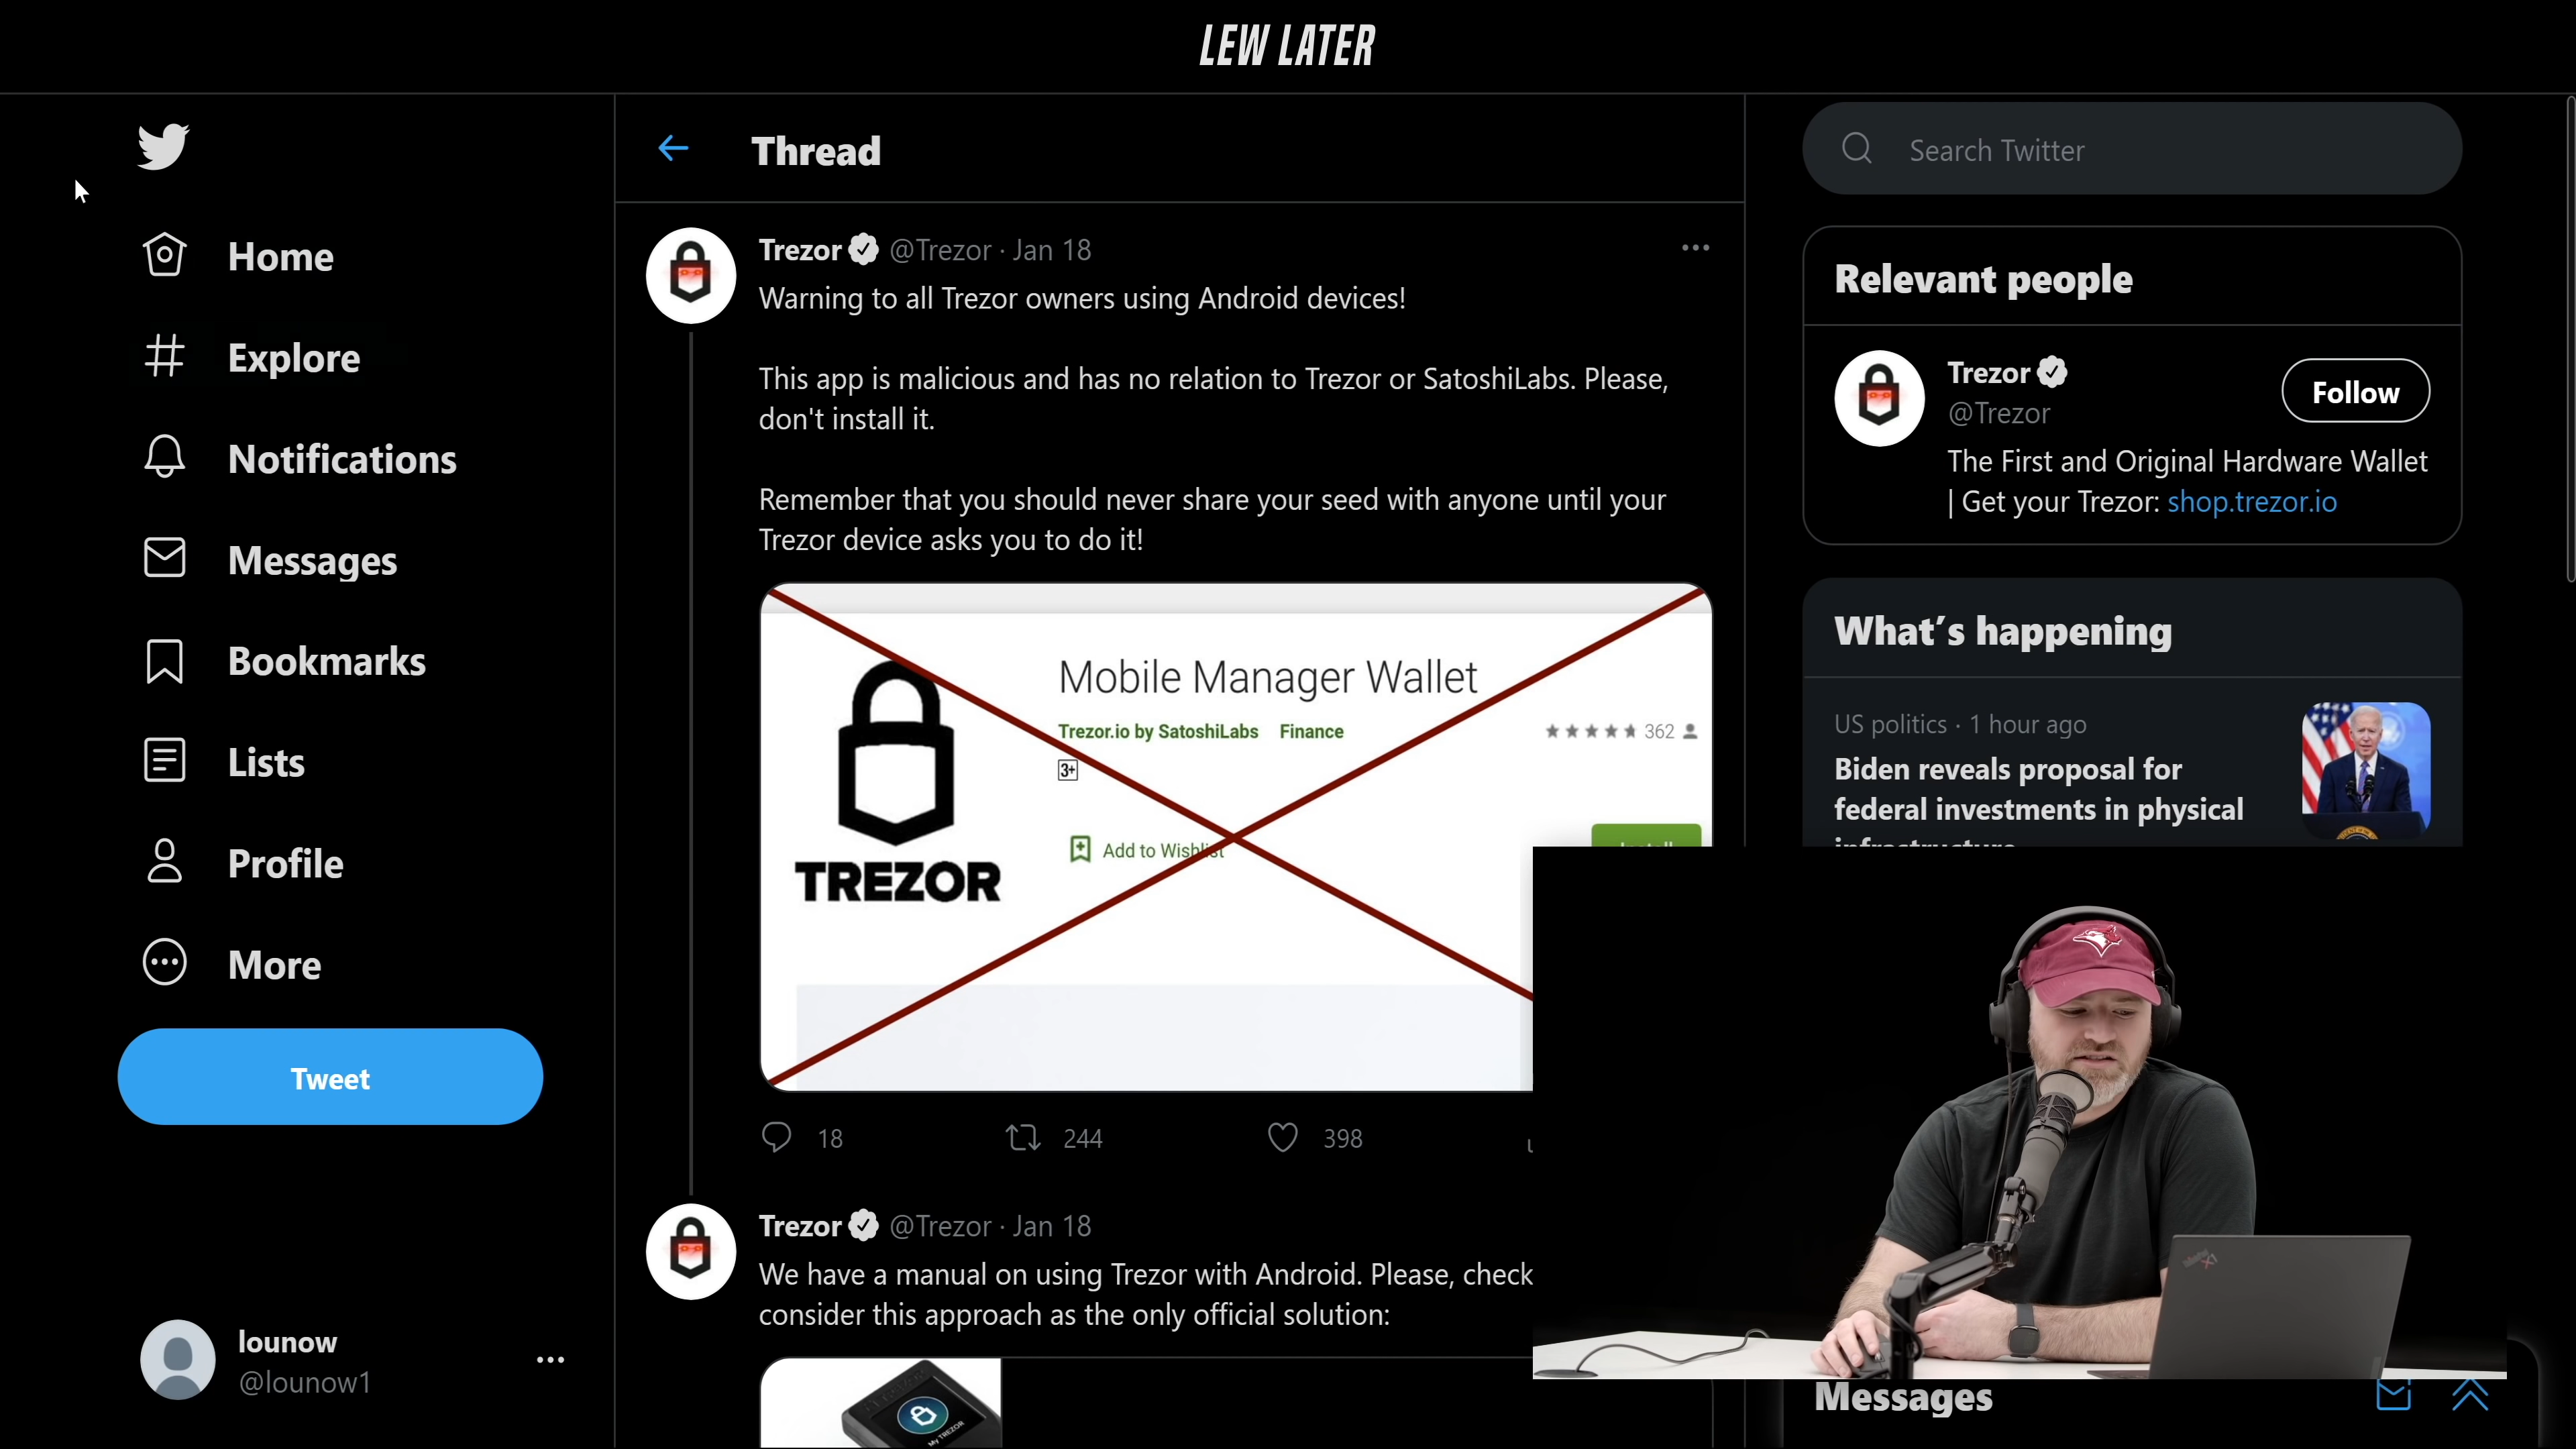 LEW LATER
Home
Explore
Notifications
Messages
Bookmarks
Lists
Profile
More
Tweet
lounow
@lounow1
Thread
Trezor @Trezor · Jan 18
Warning to all Trezor owners using Android devices!
This app is malicious and has no relation to Trezor or SatoshiLabs. Please,
don't install it.
Remember that you should never share your seed with anyone until your
Trezor device asks you to do it!
TREZOR
Mobile Manager Wallet
Trezor.io by SatoshiLabs Finance
362
3+
Add to Wishlist
18 244 398
Trezor @Trezor · Jan 18
We have a manual on using Trezor with Android. Please, check
consider this approach as the only official solution:
My TREZOR
Search Twitter
Relevant people
Trezor
@Trezor
Follow
The First and Original Hardware Wallet
| Get your Trezor: shop.trezor.io
What's happening
US politics · 1 hour ago
Biden reveals proposal for
federal investments in physical
Messages